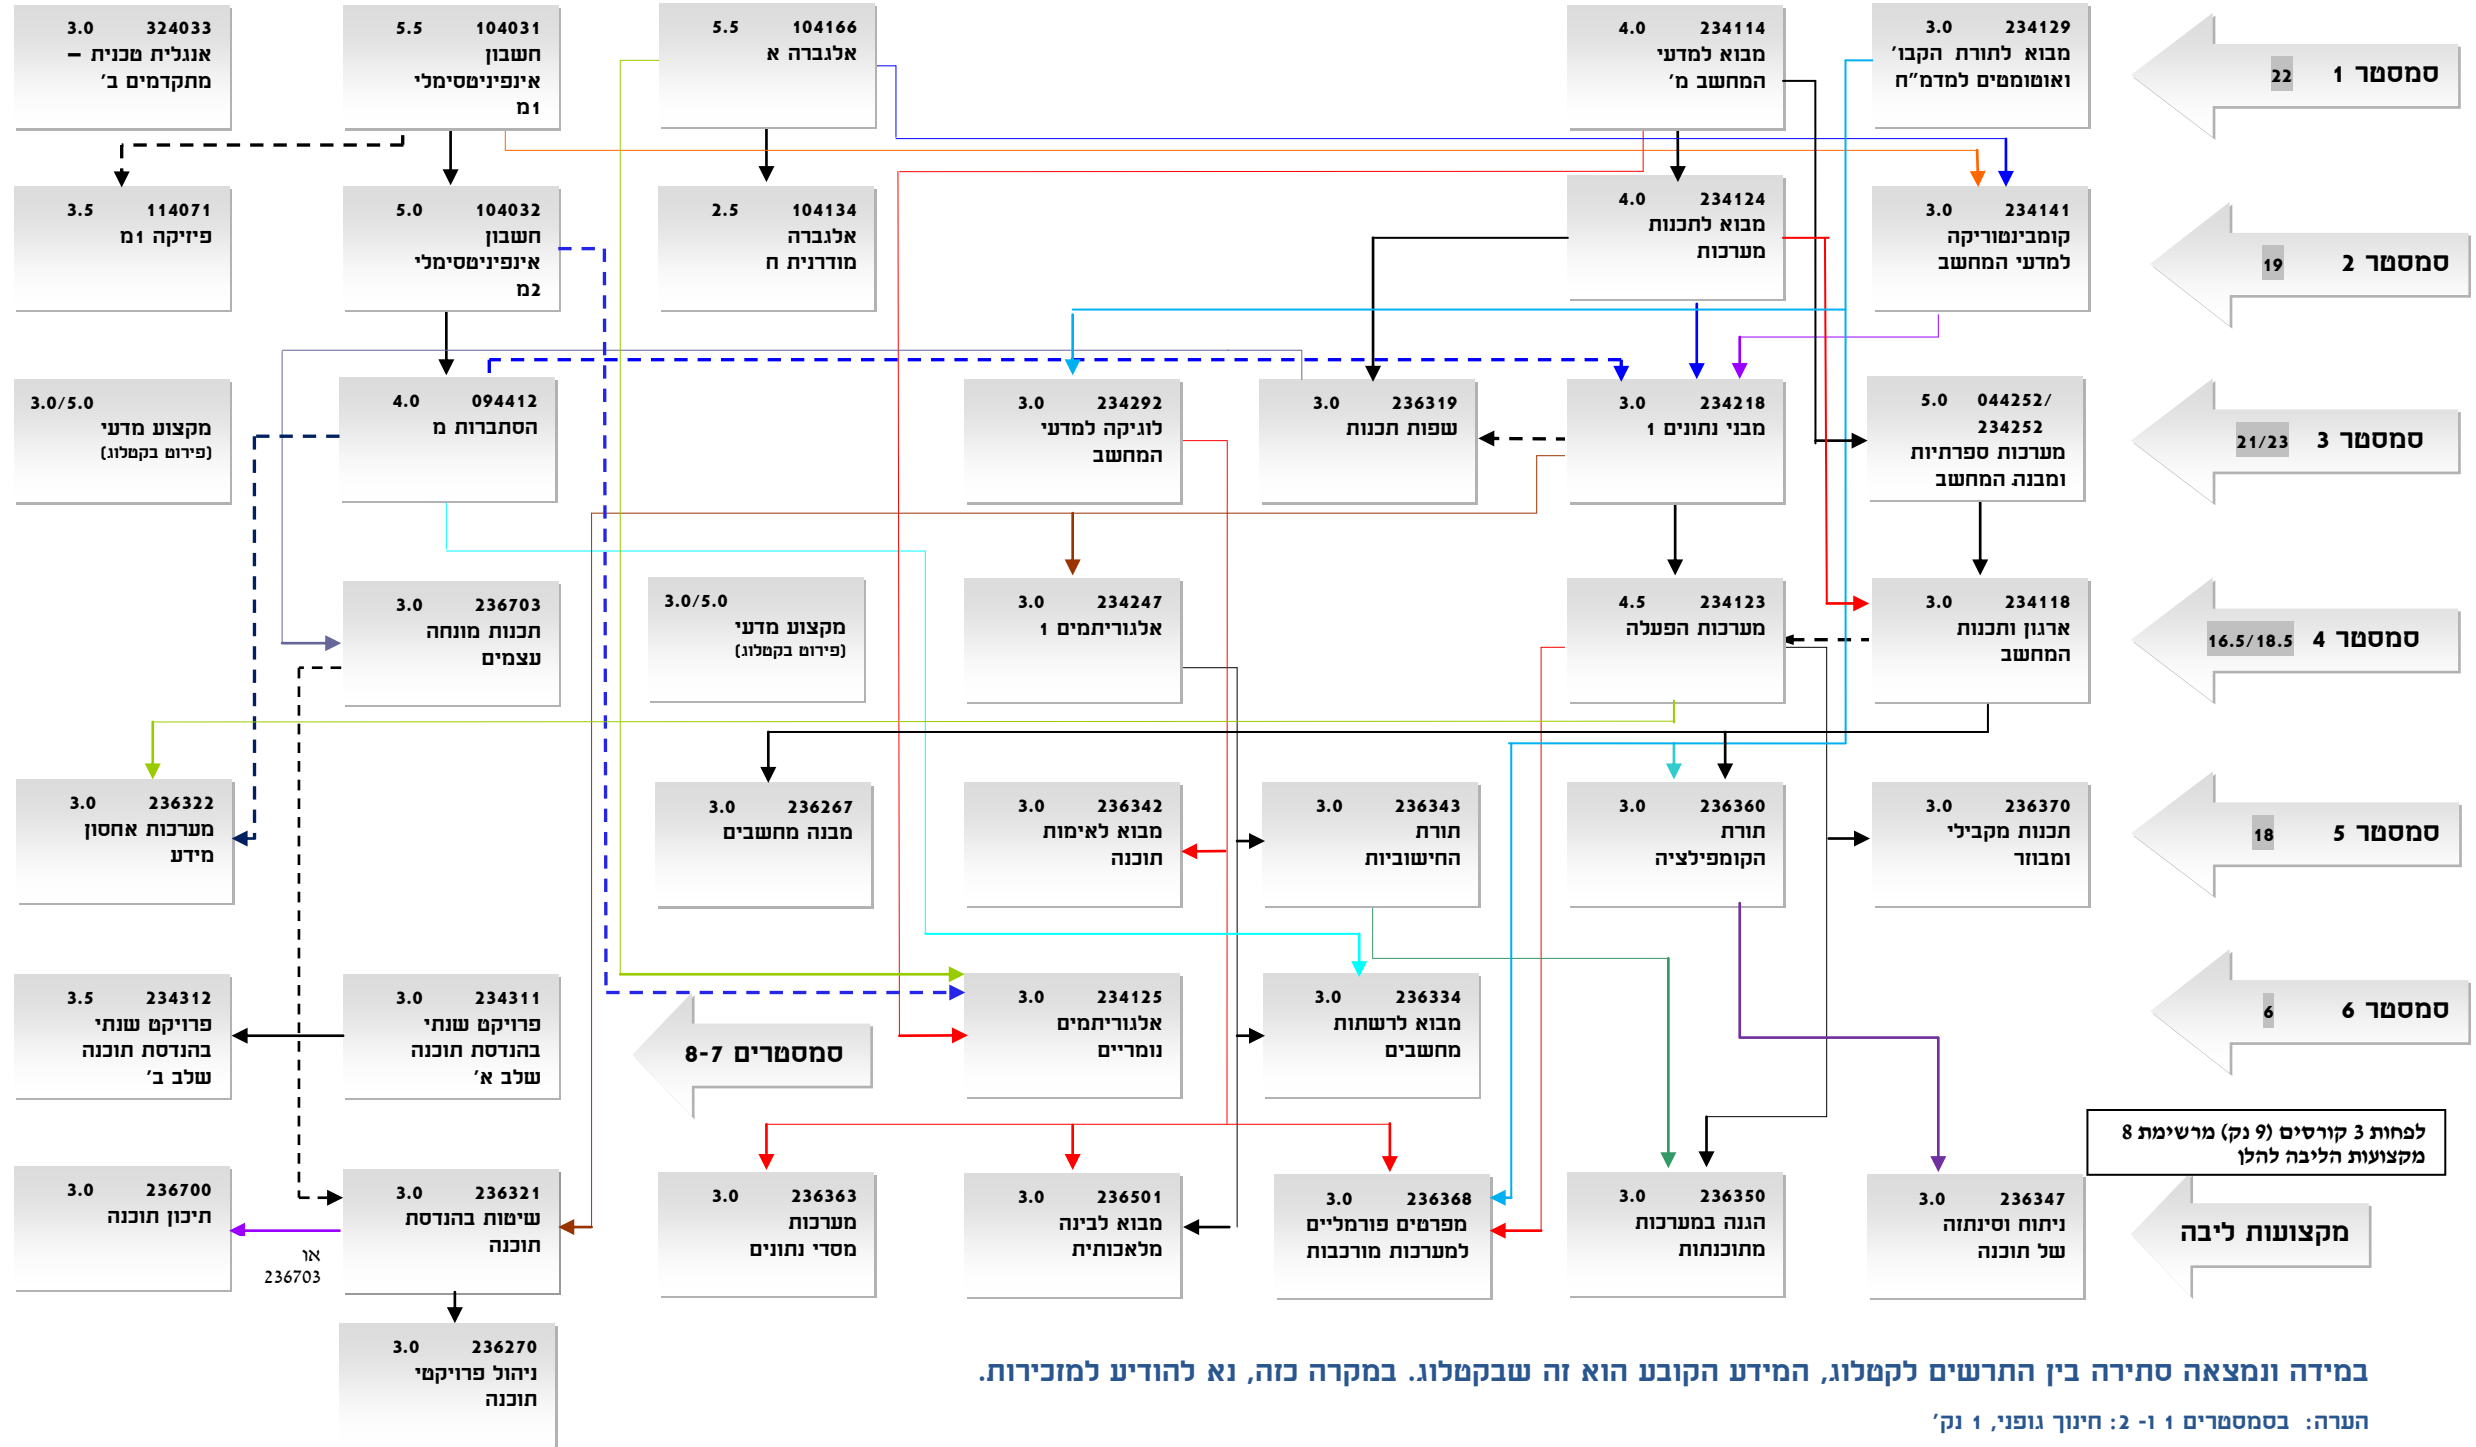 סמסטר 1 22
234129 3.0
מבוא לתורת הקבו'
ואוטומטים למדמ"ח
234114 4.0
מבוא למדעי
המחשב מ'
104166 5.5
אלגברה א
104031 5.5
חשבון
אינפיניטסימלי
1מ
324033 3.0
אנגלית טכנית –
מתקדמים ב'
סמסטר 2 19
234141 3.0
קומבינטוריקה
למדעי המחשב
234124 4.0
מבוא לתכנות
מערכות
104134 2.5
אלגברה
מודרנית ח
104032 5.0
חשבון
אינפיניטסימלי
2מ
114071 3.5
פיזיקה 1מ
סמסטר 3 21/23
044252/ 5.0
234252
מערכות ספרתיות
ומבנה המחשב
234218 3.0
מבני נתונים 1
236319 3.0
שפות תכנות
234292 3.0
לוגיקה למדעי
המחשב
094412 4.0
הסתברות מ
3.0/5.0
מקצוע מדעי
(פירוט בקטלוג)
סמסטר 4 16.5/18.5
234118 3.0
ארגון ותכנות
המחשב
234123 4.5
מערכות הפעלה
234247 3.0
אלגוריתמים 1
3.0/5.0
מקצוע מדעי
(פירוט בקטלוג)
236703 3.0
תכנות מונחה
עצמים
סמסטר 5 18
236370 3.0
תכנות מקבילי
ומבוזר
236360 3.0
תורת
הקומפילציה
236343 3.0
תורת
החישוביות
236342 3.0
מבוא לאימות
תוכנה
236267 3.0
מבנה מחשבים
236322 3.0
מערכות אחסון
מידע
סמסטר 6 6
236334 3.0
מבוא לרשתות
מחשבים
234125 3.0
אלגוריתמים
נומריים
סמסטרים 8-7
234311 3.0
פרויקט שנתי
בהנדסת תוכנה
שלב א'
234312 3.5
פרויקט שנתי
בהנדסת תוכנה
שלב ב'
לפחות 3 קורסים (9 נק) מרשימת 8
מקצועות הליבה להלן
מקצועות ליבה
236347 3.0
ניתוח וסינתזה
של תוכנה
236350 3.0
הגנה במערכות
מתוכנתות
236368 3.0
מפרטים פורמליים
למערכות מורכבות
236501 3.0
מבוא לבינה
מלאכותית
236363 3.0
מערכות
מסדי נתונים
236321 3.0
שיטות בהנדסת
תוכנה
או
236703
236700 3.0
תיכון תוכנה
236270 3.0
ניהול פרויקטי
תוכנה
במידה ונמצאה סתירה בין התרשים לקטלוג, המידע הקובע הוא זה שבקטלוג. במקרה כזה, נא להודיע למזכירות.
הערה: בסמסטרים 1 ו- 2: חינוך גופני, 1 נק'